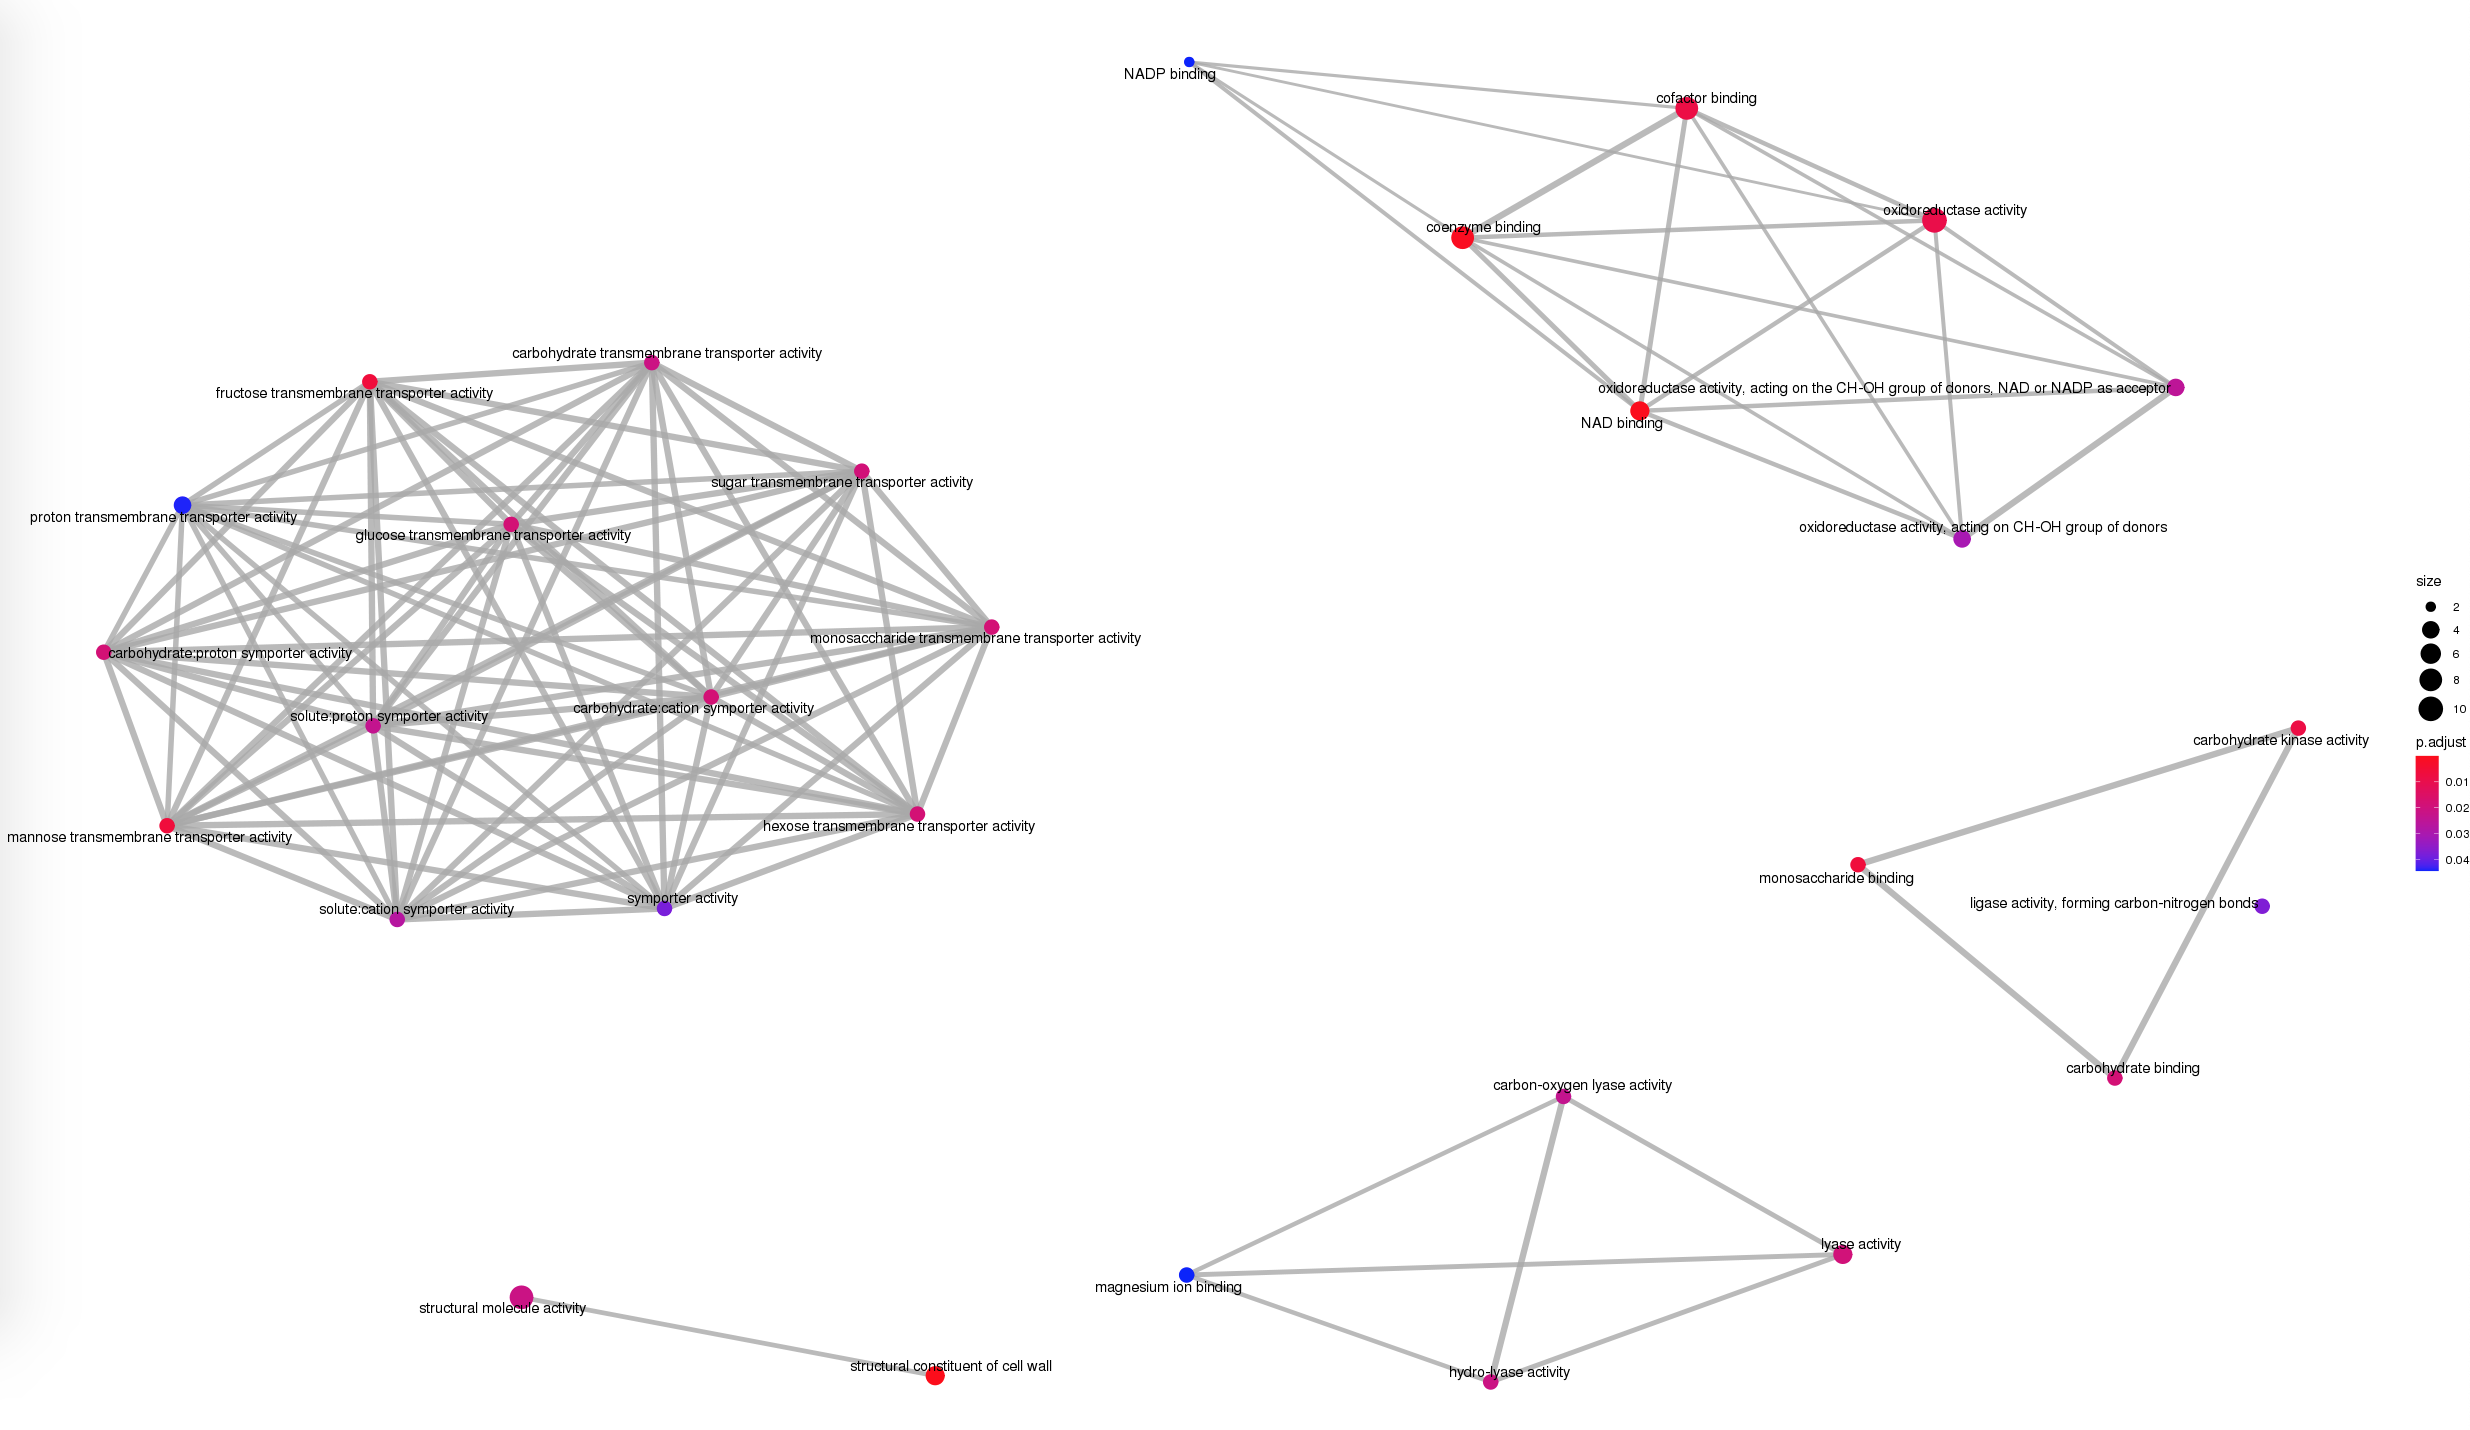 NADP binding
cofactor binding
oxidoreductase activity
coenzyme binding
carbohydrate transmembrane transporter activity
fructose transmembrane transporter activity
oxidoreductase activity, acting on the CH-OH group of donors, NAD or NADP as acceptor
NAD binding
sugar transmembrane transporter activity
proton transmembrane transporter activity
glucose transmembrane transporter activity
oxidoreductase activity, acting on CH-OH group of donors
monosaccharide transmembrane transporter activity
carbohydrate:proton symporter activity
carbohydrate:cation symporter activity
solute:proton symporter activity
hexose transmembrane transporter activity
mannose transmembrane transporter activity
symporter activity
solute:cation symporter activity
size
2
4
6
8
10
p.adjust
0.01
0.02
0.03
0.04
carbohydrate kinase activity
monosaccharide binding
ligase activity, forming carbon-nitrogen bonds
carbohydrate binding
carbon-oxygen lyase activity
lyase activity
magnesium ion binding
hydro-lyase activity
structural molecule activity
structural constituent of cell wall